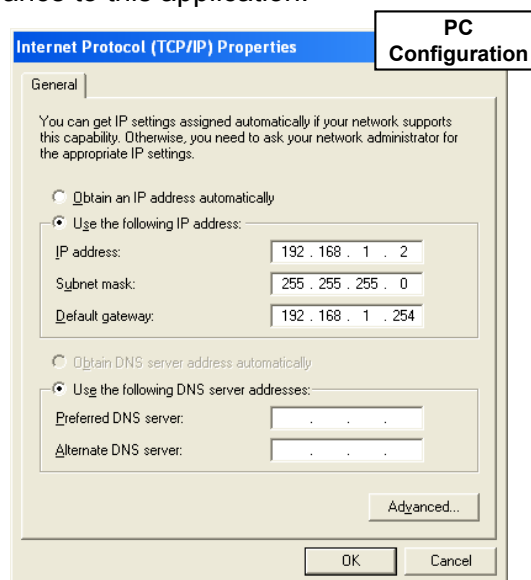 ance to this application.
PC
Configuration
Internet Protocol (TCP/IP) Properties
General
You can get IP settings assigned automatically if your network supports
this capability. Otherwise, you need to ask your network administrator for
the appropriate IP settings.
Obtain an IP address automatically
Use the following IP address:
IP address: 192 . 168 . 1 . 2
Subnet mask: 255 . 255 . 255 . 0
Default gateway: 192 . 168 . 1 . 254
Obtain DNS server address automatically
Use the following DNS server addresses:
Preferred DNS server: . . .
Alternate DNS server: . . .
Advanced...
OK Cancel